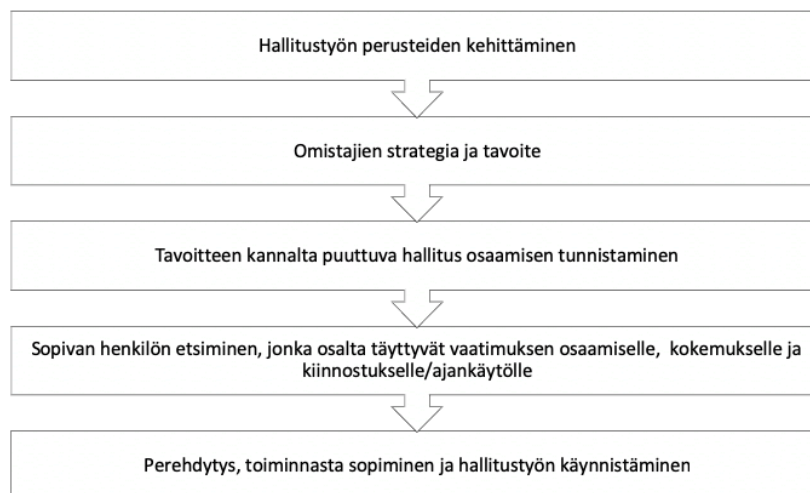 Hallitustyön perusteiden kehittäminen
Omistajien strategia ja tavoite
Tavoitteen kannalta puuttuva hallitus osaamisen tunnistaminen
Sopivan henkilön etsiminen, jonka osalta täyttyvät vaatimuksen osaamiselle, kokemukselle ja
kiinnostukselle/ajankäytölle
Perehdytys, toiminnasta sopiminen ja hallitustyön käynnistäminen